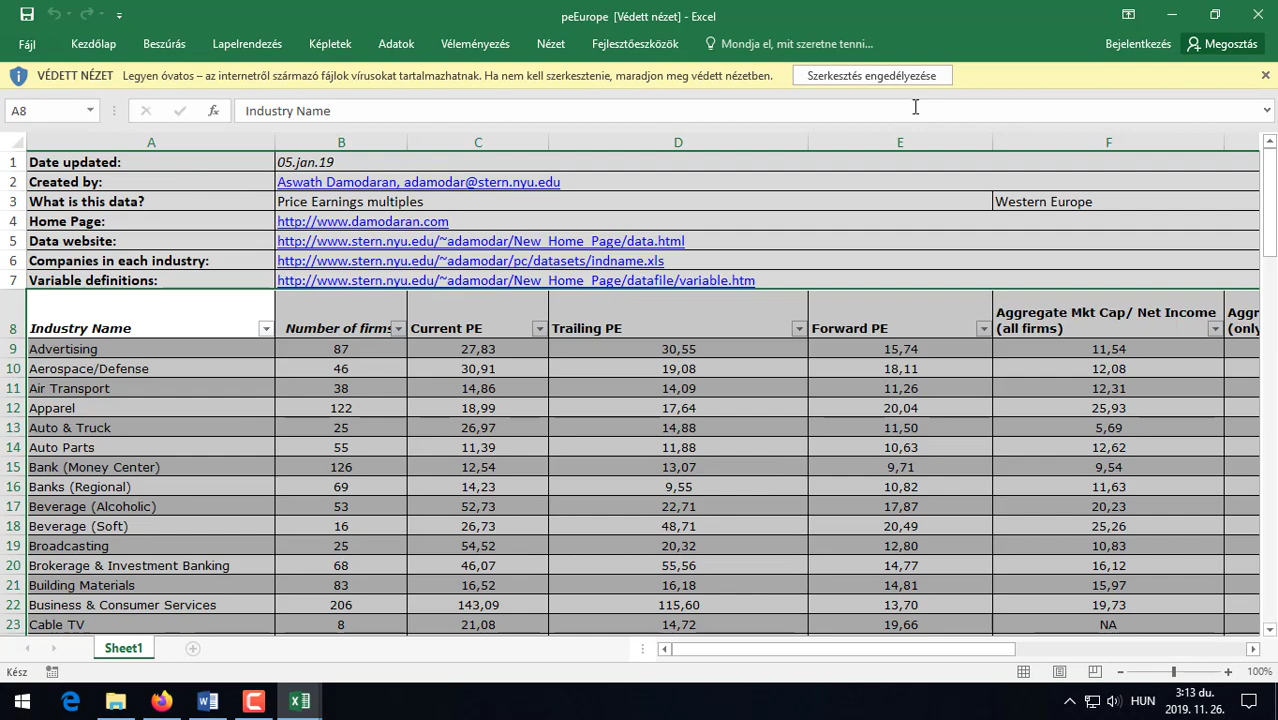 peEurope [Védett nézet] - Excel
Fájl Kezdőlap Beszúrás Lapelrendezés Képletek Adatok Véleményezés Nézet Fejlesztőeszközök Mondja el, mit szeretne tenni... Bejelentkezés Megosztás
VÉDETT NÉZET Legyen óvatos – az internetről származó fájlok vírusokat tartalmazhatnak. Ha nem kell szerkesztenie, maradjon meg védett nézetben. Szerkesztés engedélyezése
A8 fx Industry Name
A B C D E F
1 Date updated: 05.jan.19
2 Created by: Aswath Damodaran, adamodar@stern.nyu.edu
3 What is this data? Price Earnings multiples Western Europe
4 Home Page: http://www.damodaran.com
5 Data website: http://www.stern.nyu.edu/~adamodar/New_Home_Page/data.html
6 Companies in each industry: http://www.stern.nyu.edu/~adamodar/pc/datasets/indname.xls
7 Variable definitions: http://www.stern.nyu.edu/~adamodar/New_Home_Page/datafile/variable.htm
Aggregate Mkt Cap/ Net Income Aggr
8 Industry Name Number of firms Current PE Trailing PE Forward PE (all firms) (only
9 Advertising 87 27,83 30,55 15,74 11,54
10 Aerospace/Defense 46 30,91 19,08 18,11 12,08
11 Air Transport 38 14,86 14,09 11,26 12,31
12 Apparel 122 18,99 17,64 20,04 25,93
13 Auto & Truck 25 26,97 14,88 11,50 5,69
14 Auto Parts 55 11,39 11,88 10,63 12,62
15 Bank (Money Center) 126 12,54 13,07 9,71 9,54
16 Banks (Regional) 69 14,23 9,55 10,82 11,63
17 Beverage (Alcoholic) 53 52,73 22,71 17,87 20,23
18 Beverage (Soft) 16 26,73 48,71 20,49 25,26
19 Broadcasting 25 54,52 20,32 12,80 10,83
20 Brokerage & Investment Banking 68 46,07 55,56 14,77 16,12
21 Building Materials 83 16,52 16,18 14,81 15,97
22 Business & Consumer Services 206 143,09 115,60 13,70 19,73
23 Cable TV 8 21,08 14,72 19,66 NA
Sheet1
Kész 100%
HUN 3:13 du.
2019. 11. 26.